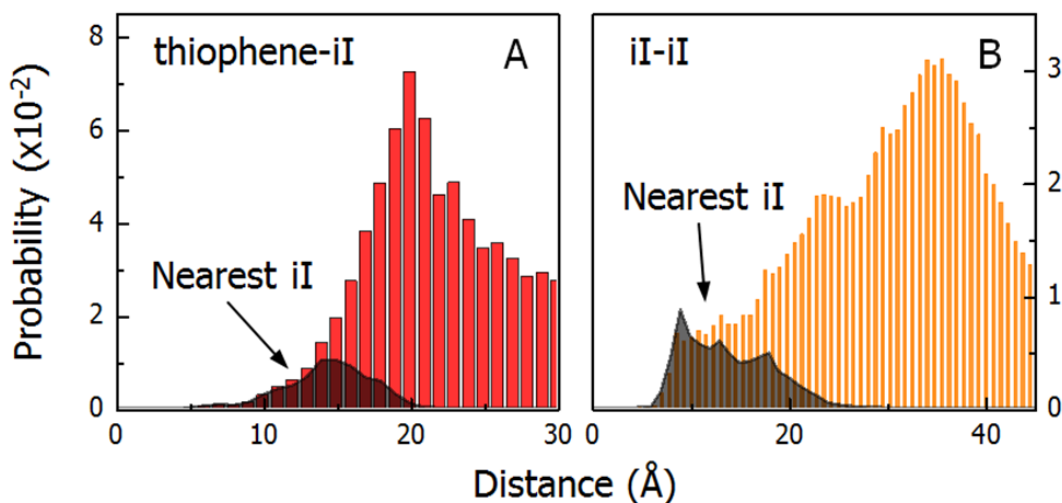 thiophene-iI A
iI-iI B
Probability (x10⁻²)
8
6
4
2
0
Nearest iI
0 10 20 30
Nearest iI
3
2
1
0
0 20 40
Distance (Å)